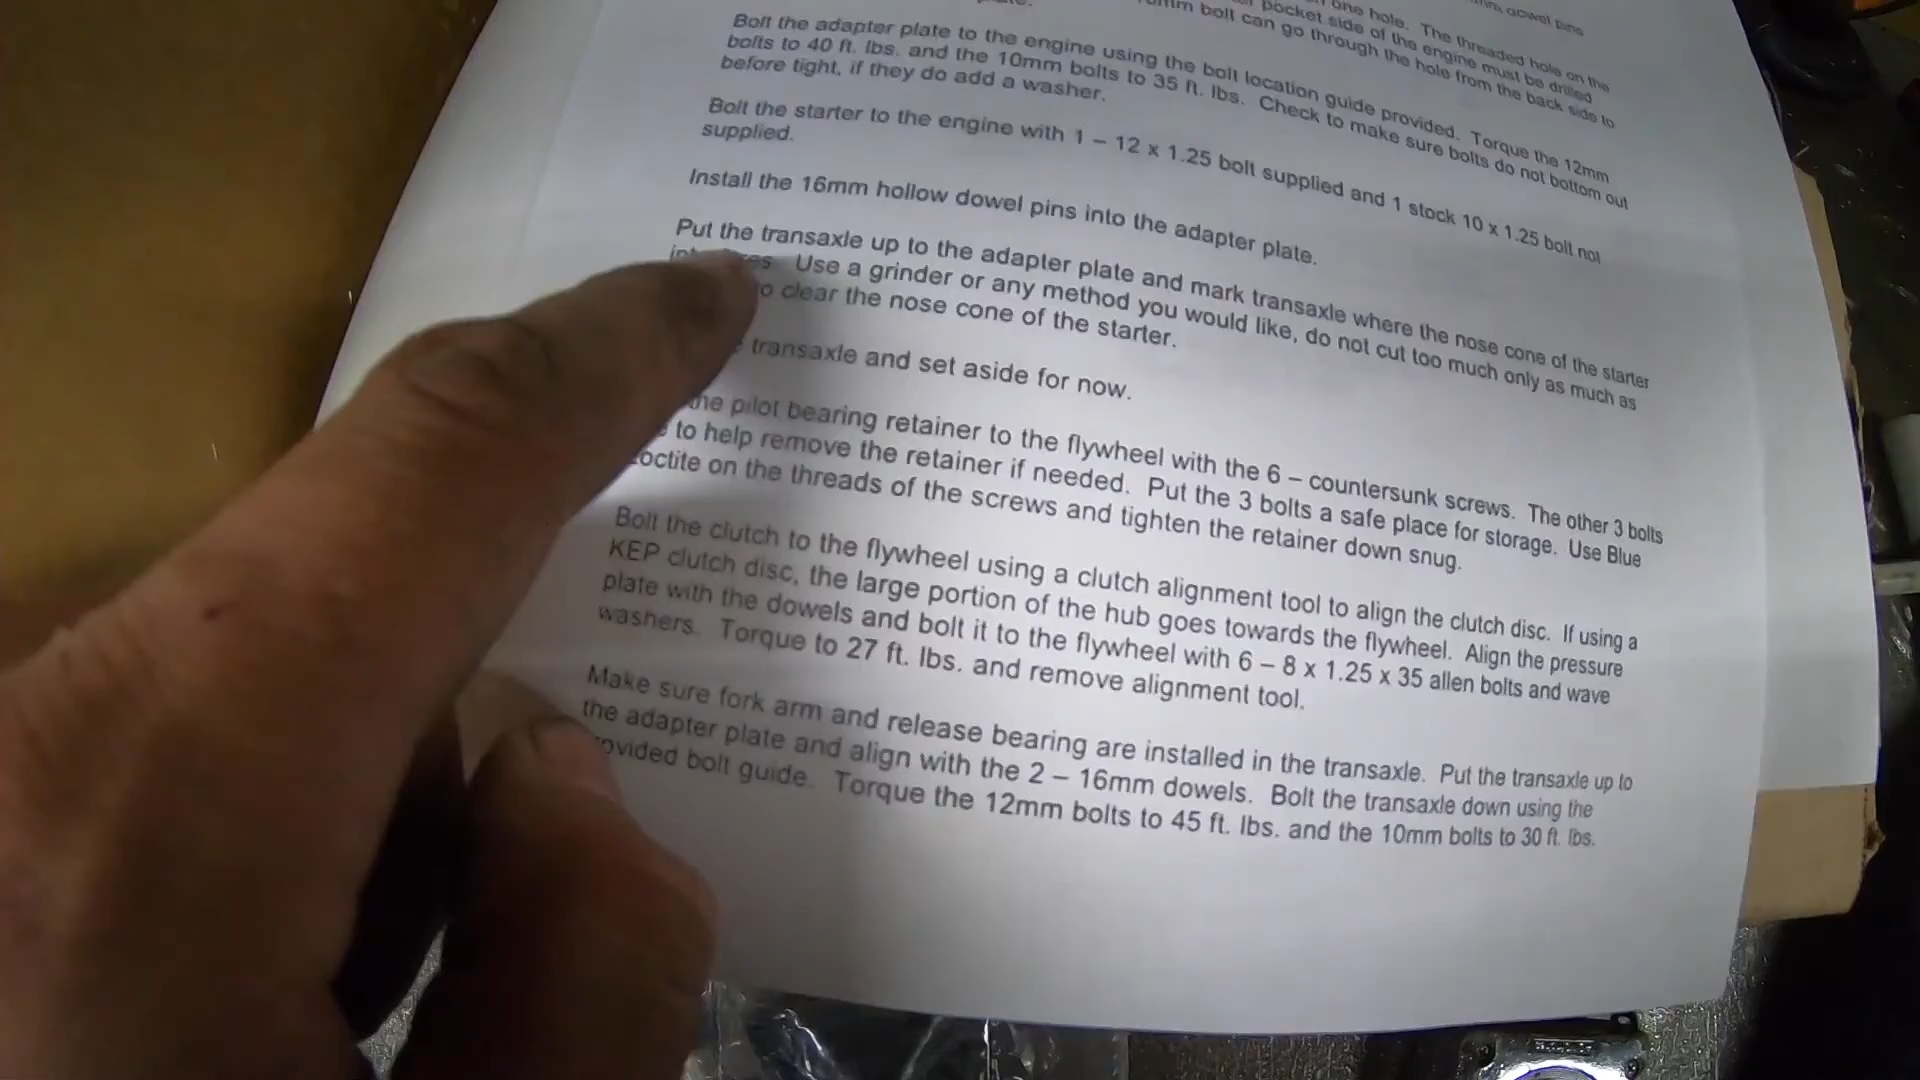 dowel pins
one hole. The threaded hole on the
pocket side of the engine must be drilled
bolt can go through the hole from the back side to
Bolt the adapter plate to the engine using the bolt location guide provided. Torque the 12mm
bolts to 40 ft. lbs. and the 10mm bolts to 35 ft. lbs. Check to make sure bolts do not bottom out
before tight, if they do add a washer.
Bolt the starter to the engine with 1 – 12 x 1.25 bolt supplied and 1 stock 10 x 1.25 bolt not
supplied.
Install the 16mm hollow dowel pins into the adapter plate.
Put the transaxle up to the adapter plate and mark transaxle where the nose cone of the starter
Use a grinder or any method you would like, do not cut too much only as much as
clear the nose cone of the starter.
transaxle and set aside for now.
the pilot bearing retainer to the flywheel with the 6 – countersunk screws. The other 3 bolts
to help remove the retainer if needed. Put the 3 bolts a safe place for storage. Use Blue
Loctite on the threads of the screws and tighten the retainer down snug.
Bolt the clutch to the flywheel using a clutch alignment tool to align the clutch disc. If using a
KEP clutch disc, the large portion of the hub goes towards the flywheel. Align the pressure
plate with the dowels and bolt it to the flywheel with 6 – 8 x 1.25 x 35 allen bolts and wave
washers. Torque to 27 ft. lbs. and remove alignment tool.
Make sure fork arm and release bearing are installed in the transaxle. Put the transaxle up to
the adapter plate and align with the 2 – 16mm dowels. Bolt the transaxle down using the
provided bolt guide. Torque the 12mm bolts to 45 ft. lbs. and the 10mm bolts to 30 ft. lbs.